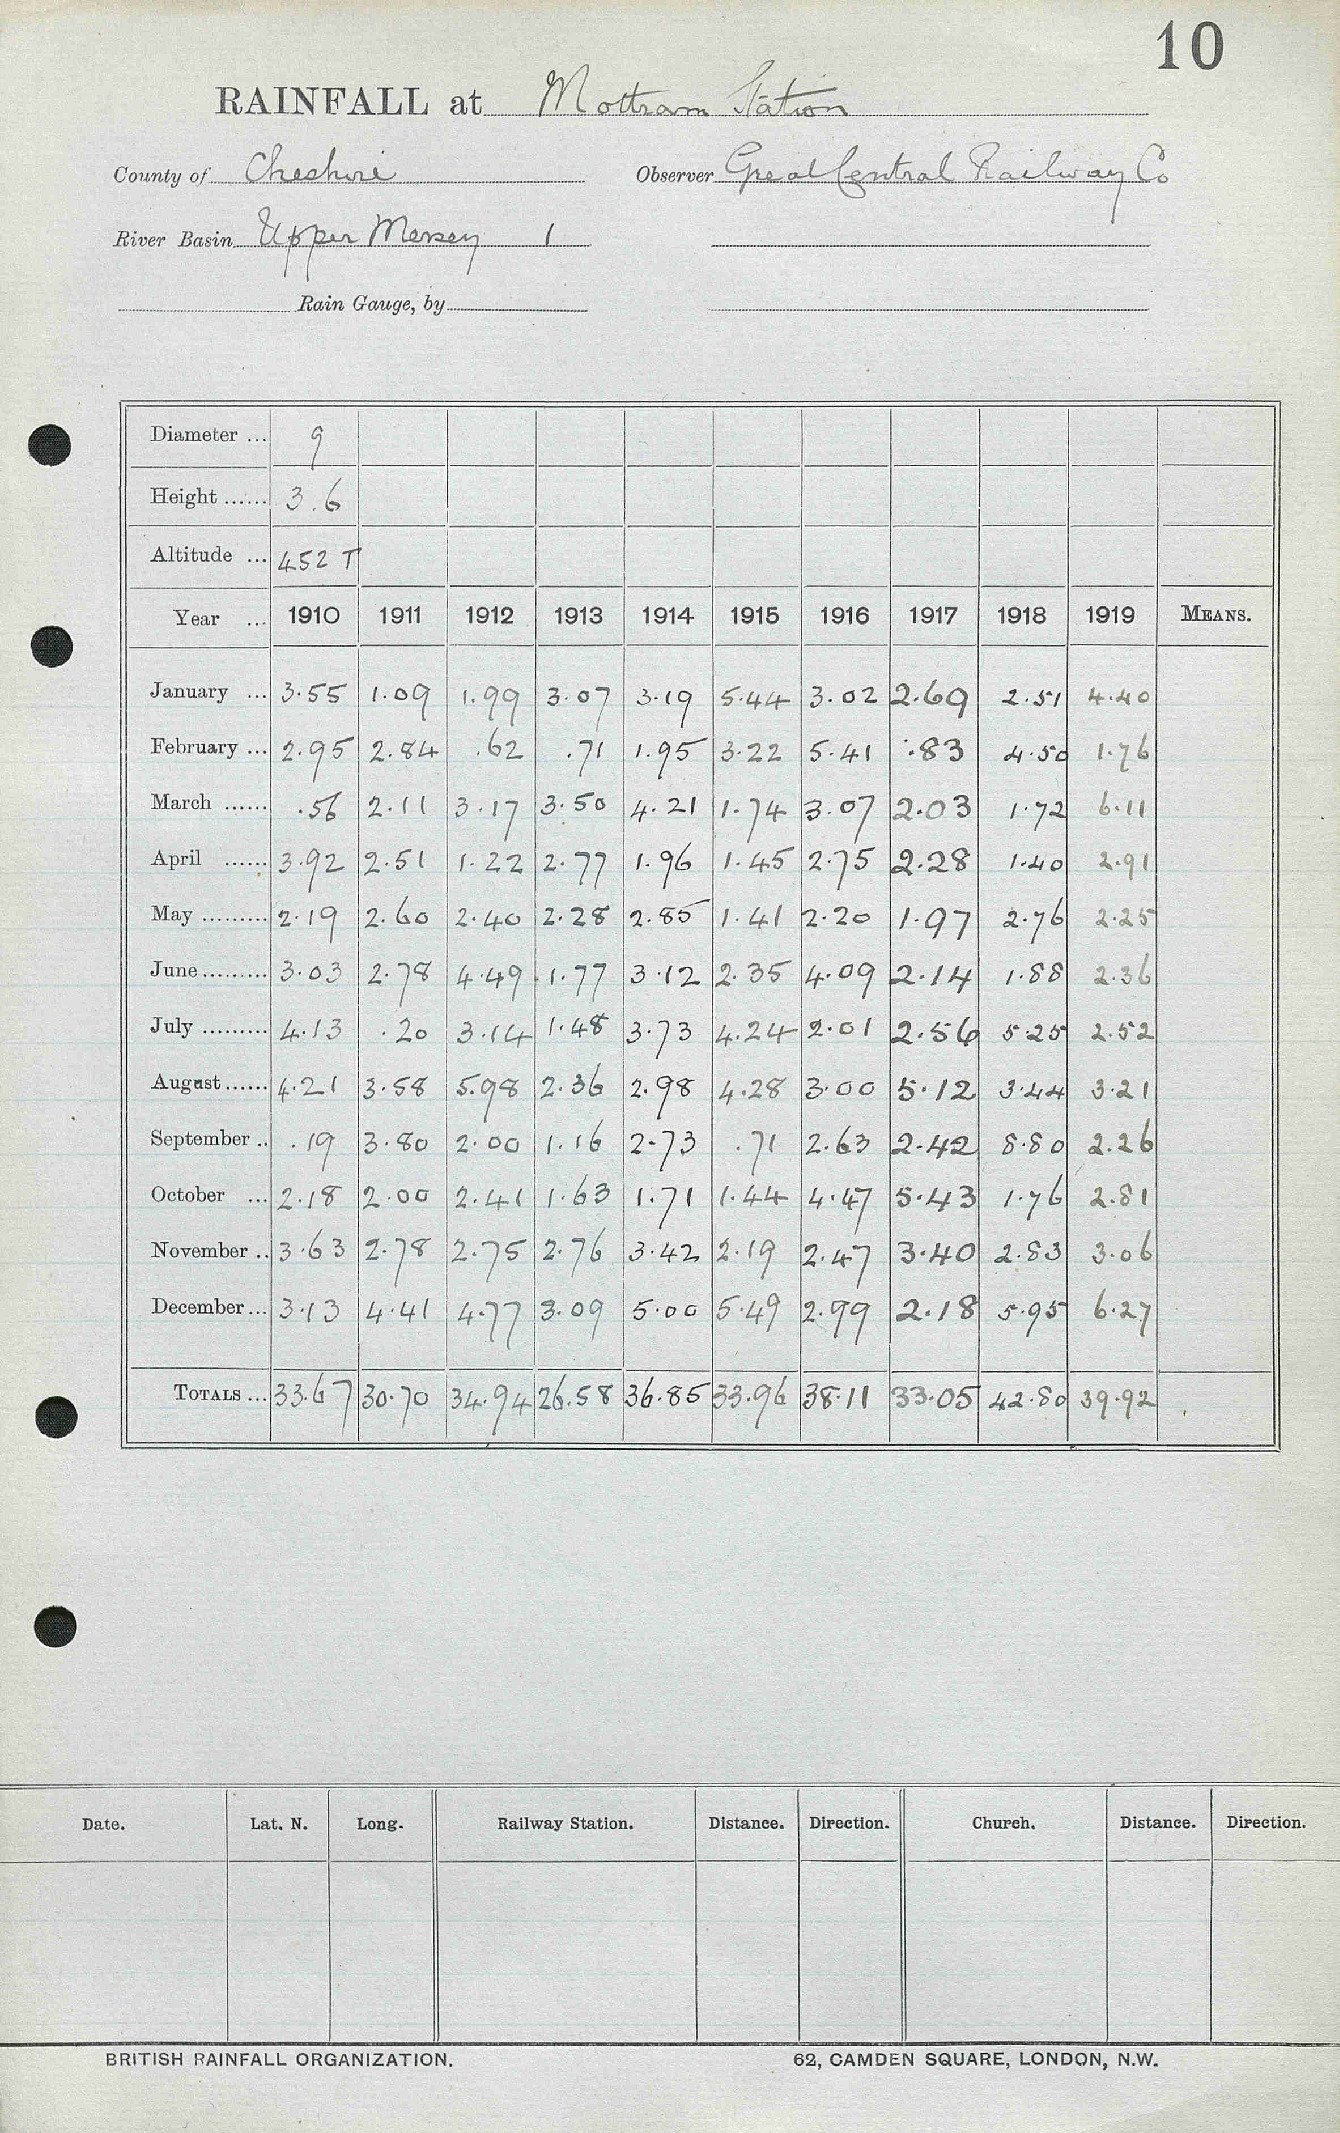 10
RAINFALL at Mottram Station
County of Cheshire Observer Great Central Railway Co
River Basin Upper Mersey 1
Rain Gauge, by
Diameter ... 9
Height ...... 3.6
Altitude ... 452 T
Year ... 1910 1911 1912 1913 1914 1915 1916 1917 1918 1919 MEANS.
January ... 3.55 1.09 1.99 3.07 3.19 5.44 3.02 2.69 2.51 4.40
February ... 2.95 2.84 .62 .71 1.95 3.22 5.41 .83 4.50 1.76
March ...... .56 2.11 3.17 3.50 4.21 1.74 3.07 2.03 1.72 6.11
April ...... 3.92 2.51 1.22 2.77 1.96 1.45 2.75 2.28 1.40 2.91
May ......... 2.19 2.60 2.40 2.28 2.85 1.41 2.20 1.97 2.76 2.25
June ......... 3.03 2.78 4.49 1.77 3.12 2.35 4.09 2.14 1.88 2.36
July ......... 4.13 .20 3.14 1.48 3.73 4.24 2.01 2.56 5.25 2.52
August ...... 4.21 3.58 5.98 2.36 2.98 4.28 3.00 5.12 3.44 3.21
September .. .19 3.80 2.00 1.16 2.73 .71 2.63 2.42 8.80 2.26
October ... 2.18 2.00 2.41 1.63 1.71 1.44 4.47 5.43 1.76 2.81
November .. 3.63 2.78 2.75 2.76 3.42 2.19 2.47 3.40 2.83 3.06
December ... 3.13 4.41 4.77 3.09 5.00 5.49 2.99 2.18 5.95 6.27
TOTALS ... 33.67 30.70 34.94 26.58 36.85 33.96 38.11 33.05 42.80 39.92
Date. Lat. N. Long. Railway Station. Distance. Direction. Church. Distance. Direction.
BRITISH RAINFALL ORGANIZATION. 62, CAMDEN SQUARE, LONDON, N.W.